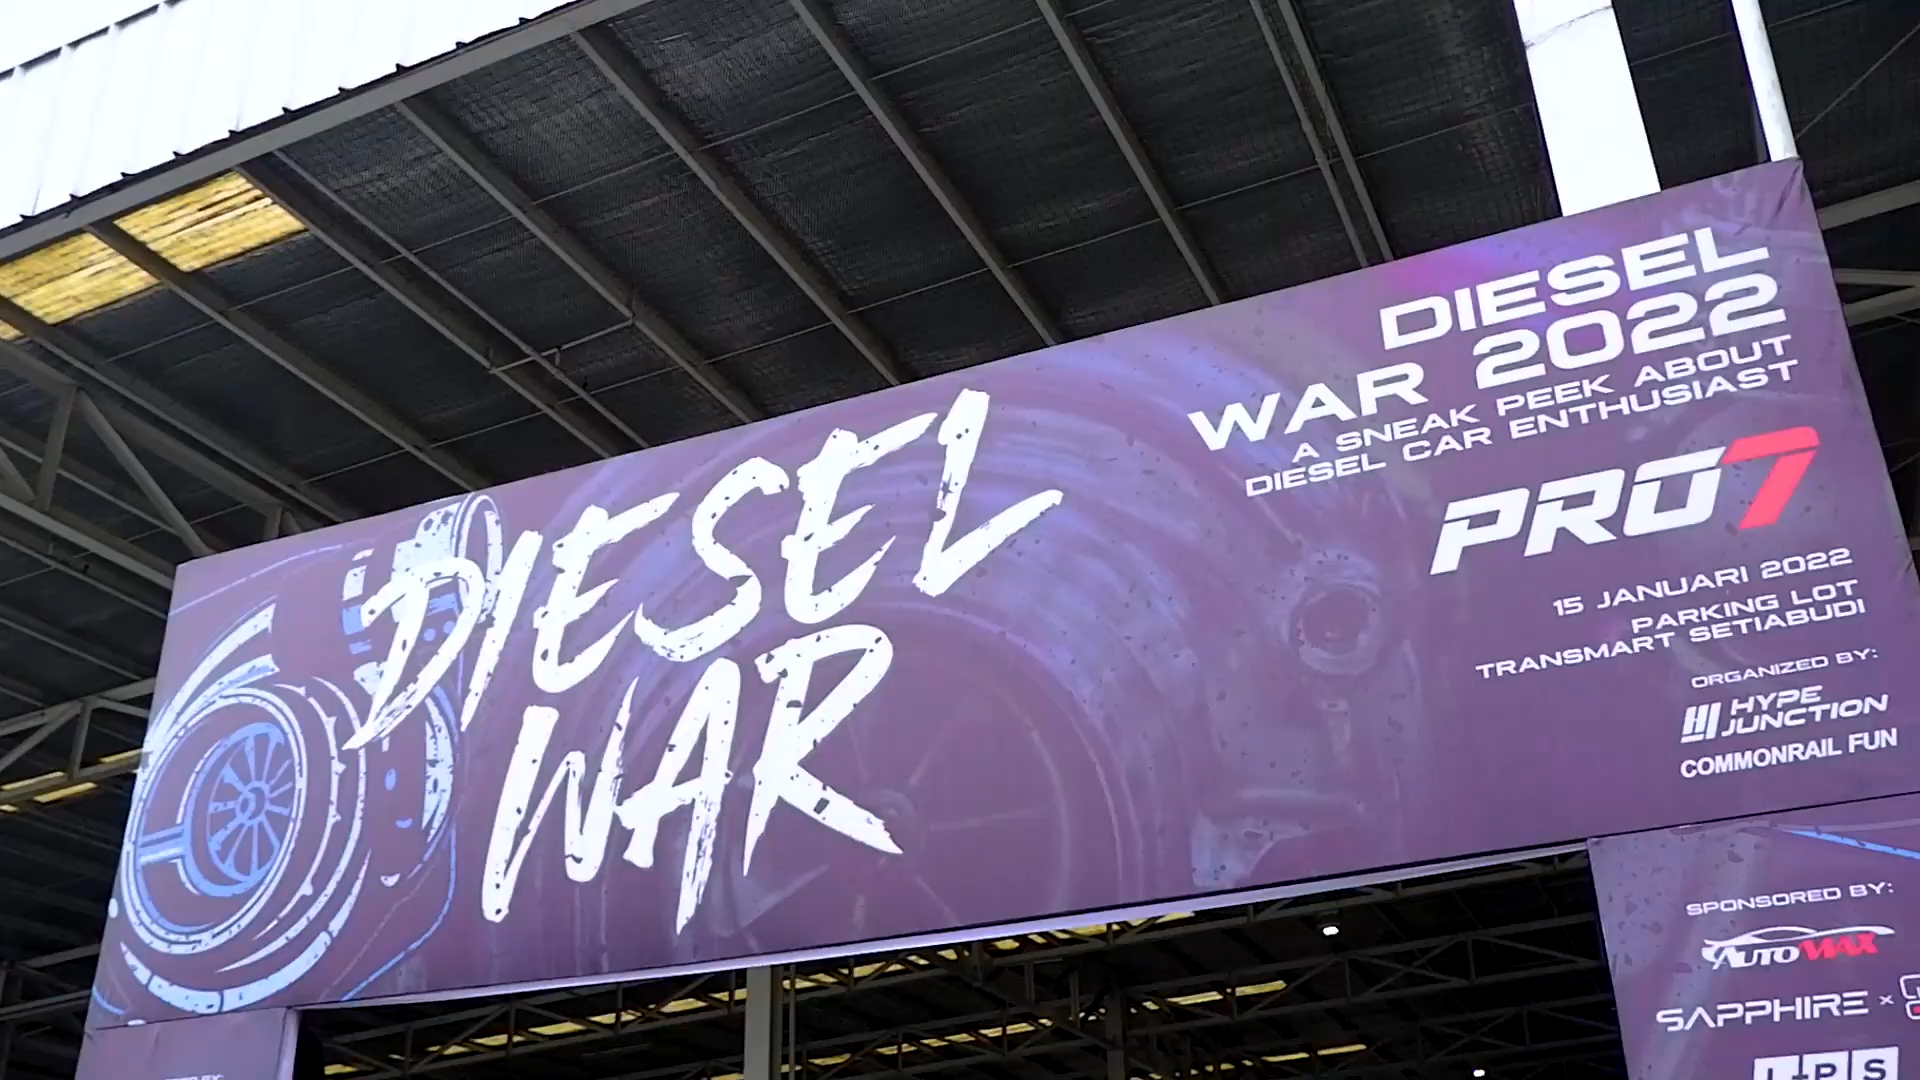 DIESEL
WAR
DIESEL
WAR 2022
A SNEAK PEEK ABOUT
DIESEL CAR ENTHUSIAST
PRO7
15 JANUARI 2022
PARKING LOT
TRANSMART SETIABUDI
ORGANIZED BY:
HYPE
JUNCTION
COMMONRAIL FUN
SPONSORED BY:
AUTOMAX
SAPPHIRE ×